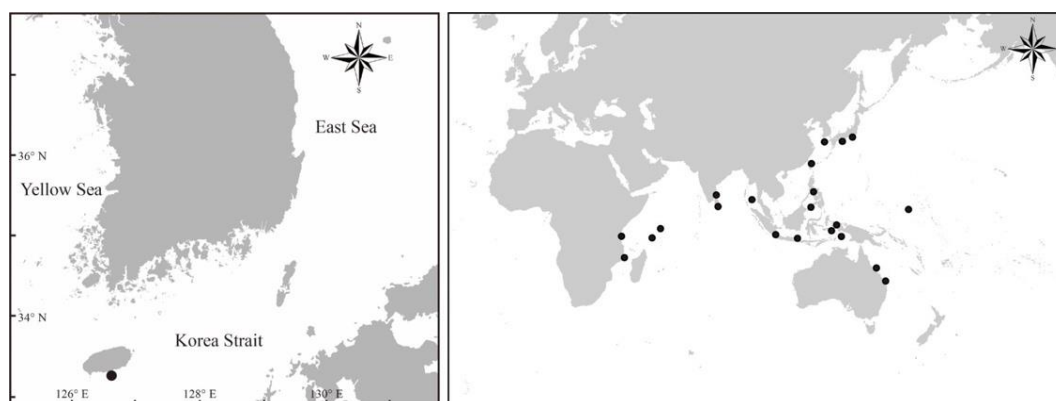 N
W E
S
East Sea
36° N
Yellow Sea
34° N
Korea Strait
126° E 128° E 130° E
N
W E
S